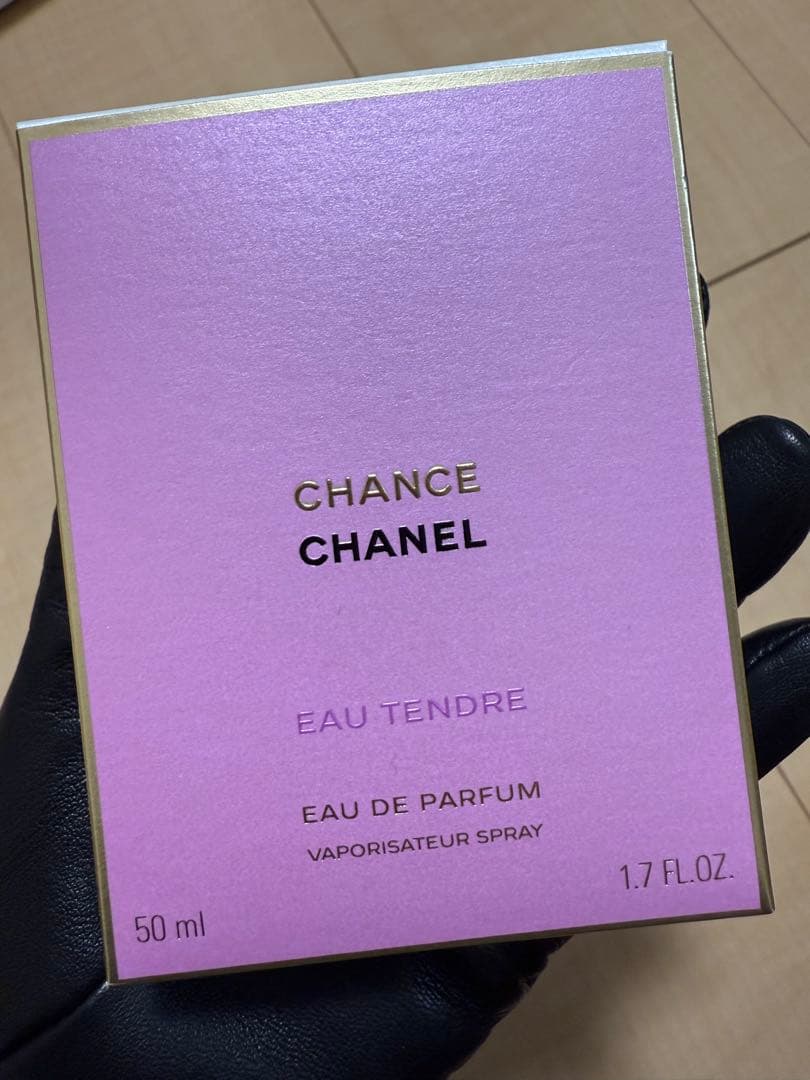 CHANCE
CHANEL
EAU TENDRE
EAU DE PARFUM
VAPORISATEUR SPRAY
50 ml
1.7 FL.OZ.